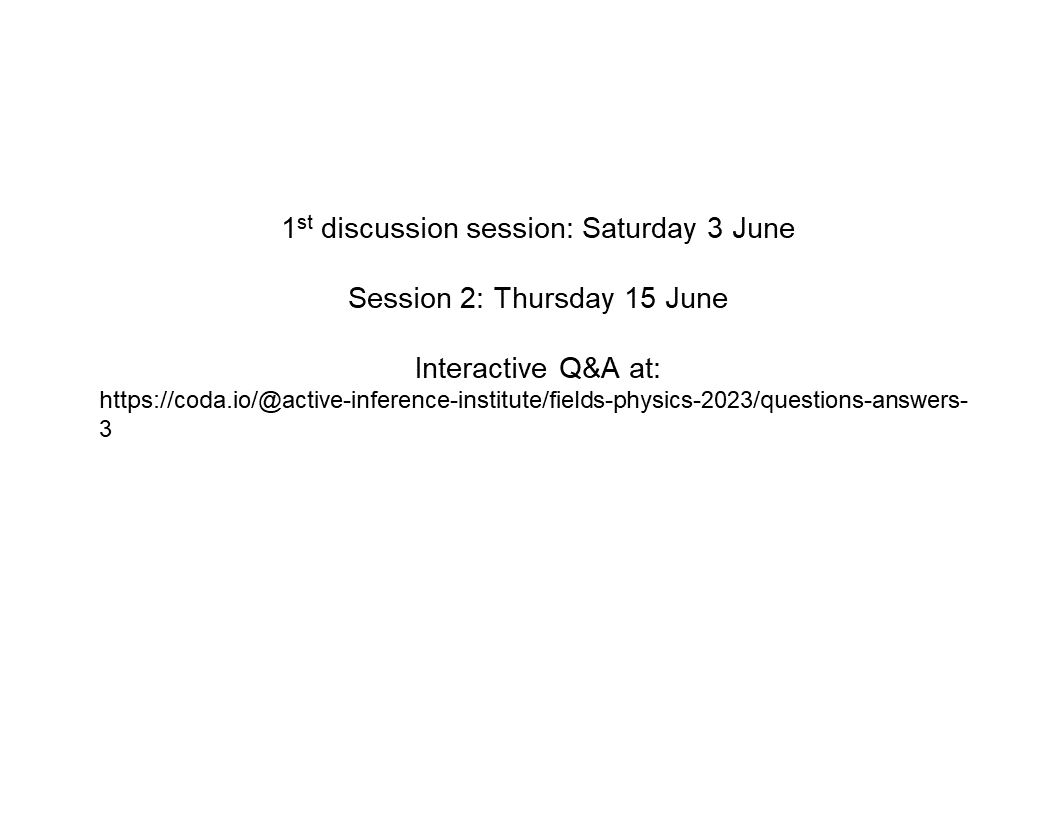 1st discussion session: Saturday 3 June
Session 2: Thursday 15 June
Interactive Q&A at:
https://coda.io/@active-inference-institute/fields-physics-2023/questions-answers-
3